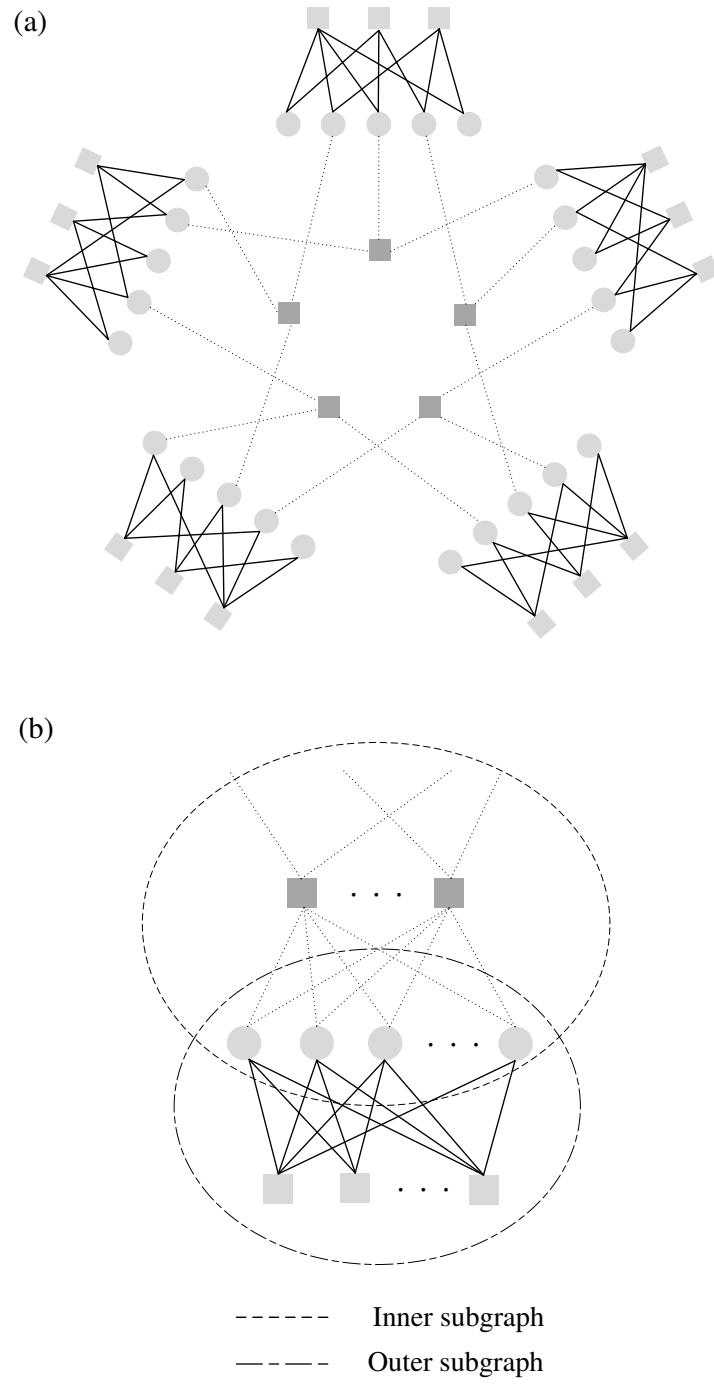 (a)
(b)
. . .
. . .
. . .
Inner subgraph
Outer subgraph